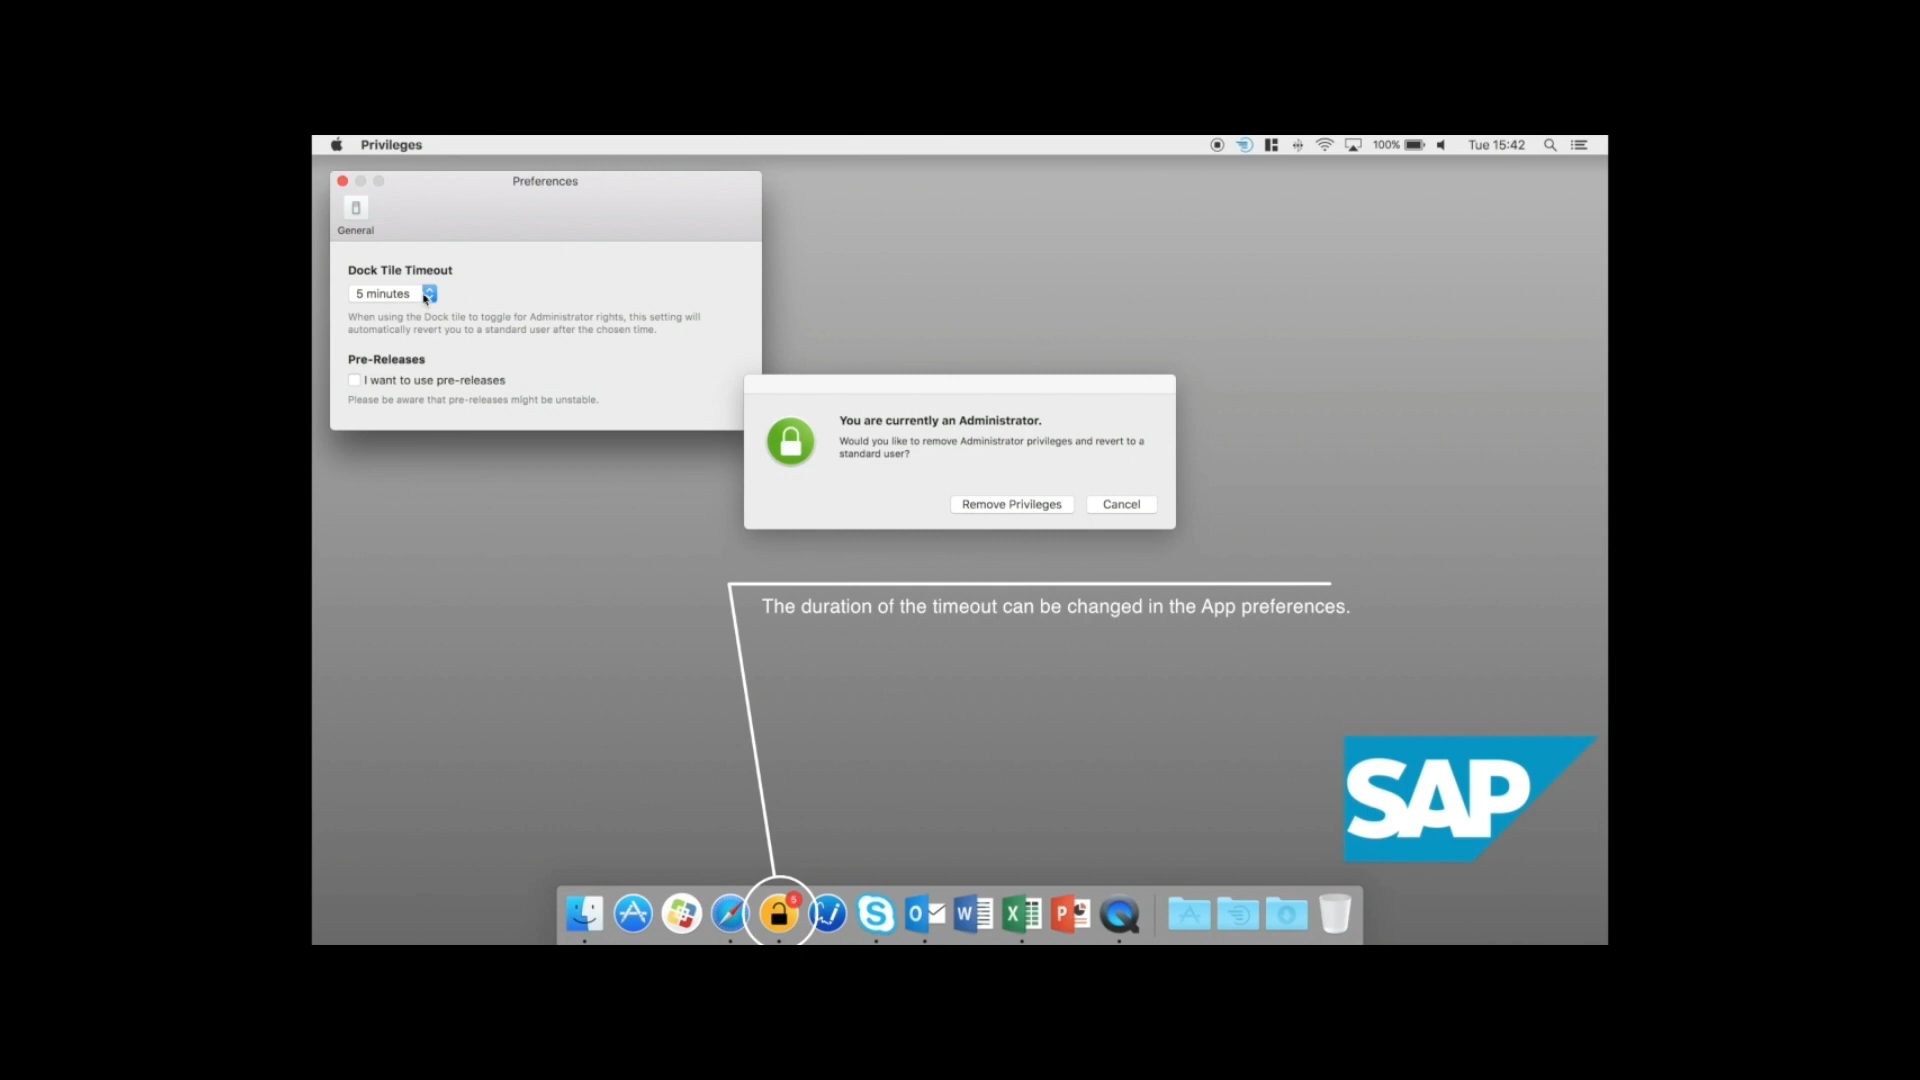 Privileges
100%
Tue 15:42
Preferences
General
Dock Tile Timeout
5 minutes
When using the Dock tile to toggle for Administrator rights, this setting will
automatically revert you to a standard user after the chosen time.
Pre-Releases
I want to use pre-releases
Please be aware that pre-releases might be unstable.
You are currently an Administrator.
Would you like to remove Administrator privileges and revert to a
standard user?
Remove Privileges
Cancel
The duration of the timeout can be changed in the App preferences.
SAP
5
S
O
W
X
P